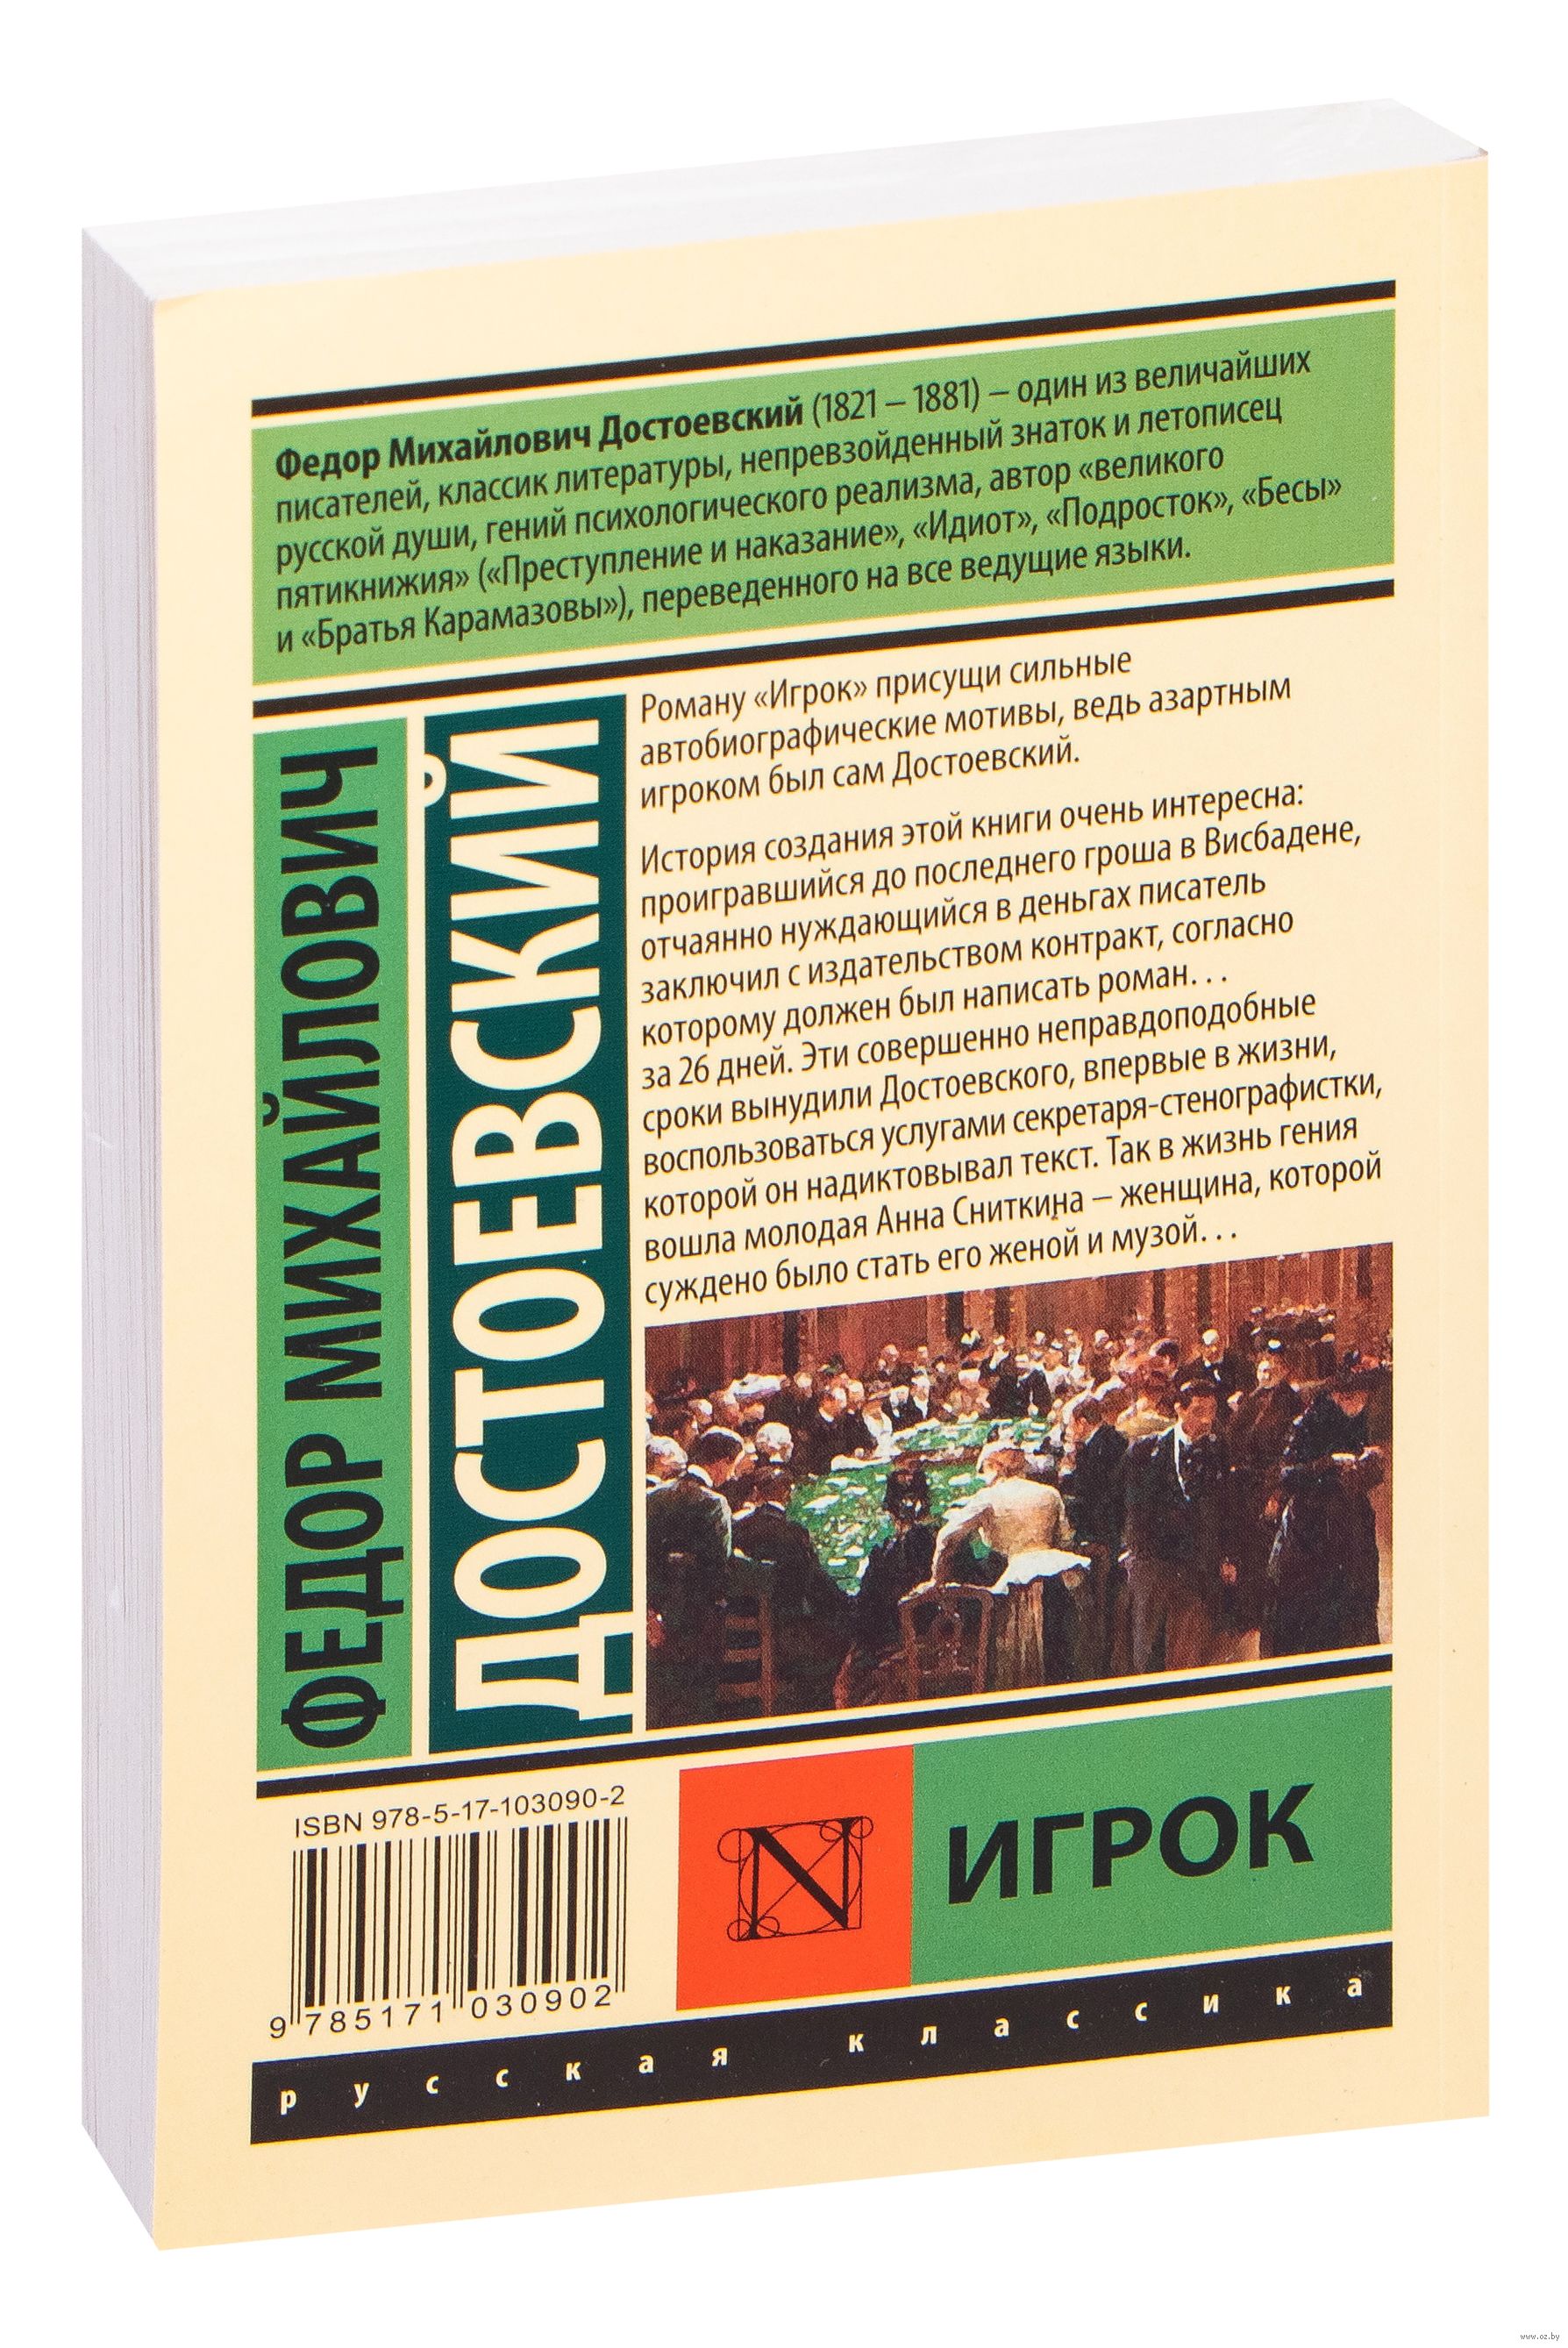 Федор Михайлович Достоевский (1821 – 1881) – один из величайших
писателей, классик литературы, непревзойденный знаток и летописец
русской души, гений психологического реализма, автор «великого
пятикнижия» («Преступление и наказание», «Идиот», «Подросток», «Бесы»
и «Братья Карамазовы»), переведенного на все ведущие языки.
ФЕДОР МИХАЙЛОВИЧ
ДОСТОЕВСКИЙ
Роману «Игрок» присущи сильные
автобиографические мотивы, ведь азартным
игроком был сам Достоевский.
История создания этой книги очень интересна:
проигравшийся до последнего гроша в Висбадене,
отчаянно нуждающийся в деньгах писатель
заключил с издательством контракт, согласно
которому должен был написать роман...
за 26 дней. Эти совершенно неправдоподобные
сроки вынудили Достоевского, впервые в жизни,
воспользоваться услугами секретаря-стенографистки,
которой он надиктовывал текст. Так в жизнь гения
вошла молодая Анна Сниткина – женщина, которой
суждено было стать его женой и музой...
ISBN 978-5-17-103090-2
9 785171 030902
N
ИГРОК
русская классика
www.oz.by